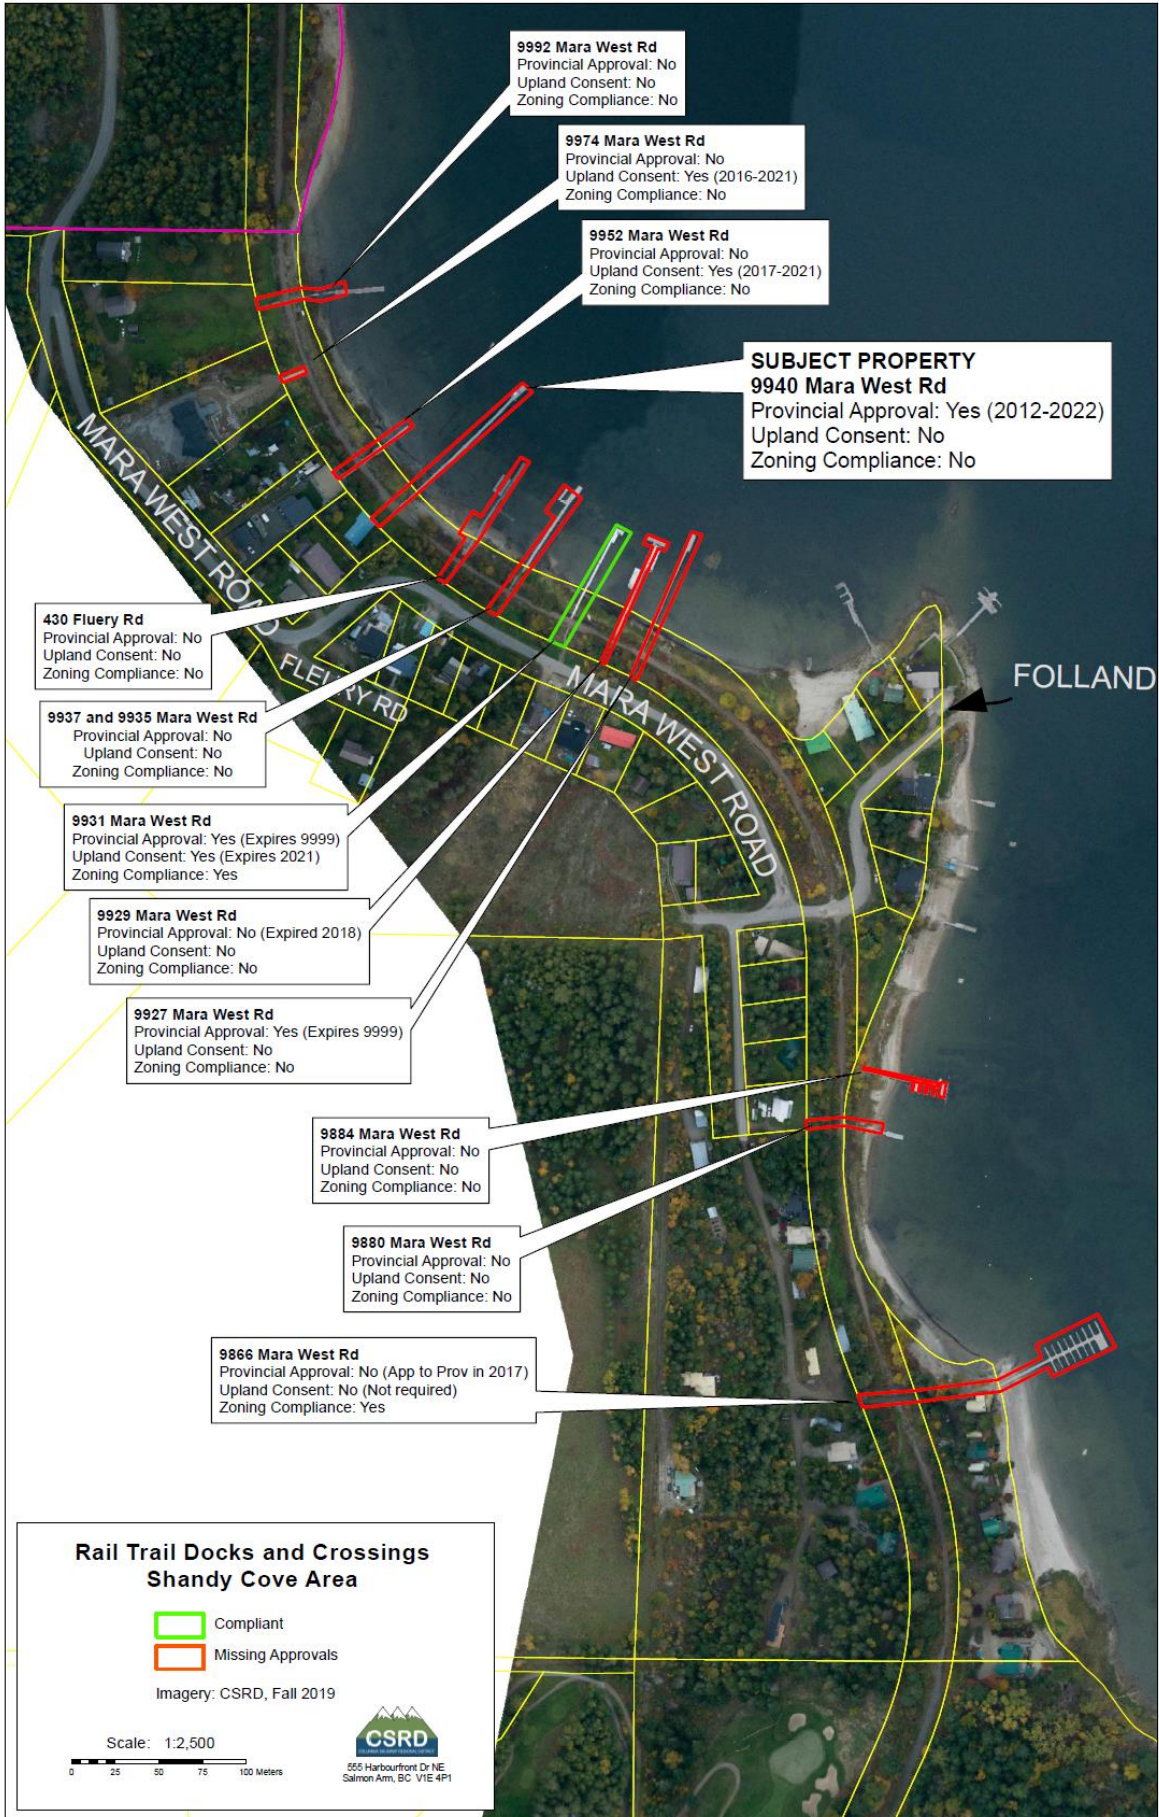 9992 Mara West Rd
Provincial Approval: No
Upland Consent: No
Zoning Compliance: No
9974 Mara West Rd
Provincial Approval: No
Upland Consent: Yes (2016-2021)
Zoning Compliance: No
9952 Mara West Rd
Provincial Approval: No
Upland Consent: Yes (2017-2021)
Zoning Compliance: No
SUBJECT PROPERTY
9940 Mara West Rd
Provincial Approval: Yes (2012-2022)
Upland Consent: No
Zoning Compliance: No
MARA WEST ROAD
430 Fluery Rd
Provincial Approval: No
Upland Consent: No
Zoning Compliance: No
FLEURY RD
MARA WEST ROAD
FOLLAND
9937 and 9935 Mara West Rd
Provincial Approval: No
Upland Consent: No
Zoning Compliance: No
9931 Mara West Rd
Provincial Approval: Yes (Expires 9999)
Upland Consent: Yes (Expires 2021)
Zoning Compliance: Yes
9929 Mara West Rd
Provincial Approval: No (Expired 2018)
Upland Consent: No
Zoning Compliance: No
9927 Mara West Rd
Provincial Approval: Yes (Expires 9999)
Upland Consent: No
Zoning Compliance: No
9884 Mara West Rd
Provincial Approval: No
Upland Consent: No
Zoning Compliance: No
9880 Mara West Rd
Provincial Approval: No
Upland Consent: No
Zoning Compliance: No
9866 Mara West Rd
Provincial Approval: No (App to Prov in 2017)
Upland Consent: No (Not required)
Zoning Compliance: Yes
Rail Trail Docks and Crossings
Shandy Cove Area
Compliant
Missing Approvals
Imagery: CSRD, Fall 2019
Scale: 1:2,500
0 25 50 75 100 Meters
CSRD
COLUMBIA SHUSWAP REGIONAL DISTRICT
555 Harbourfront Dr NE
Salmon Arm, BC V1E 4P1